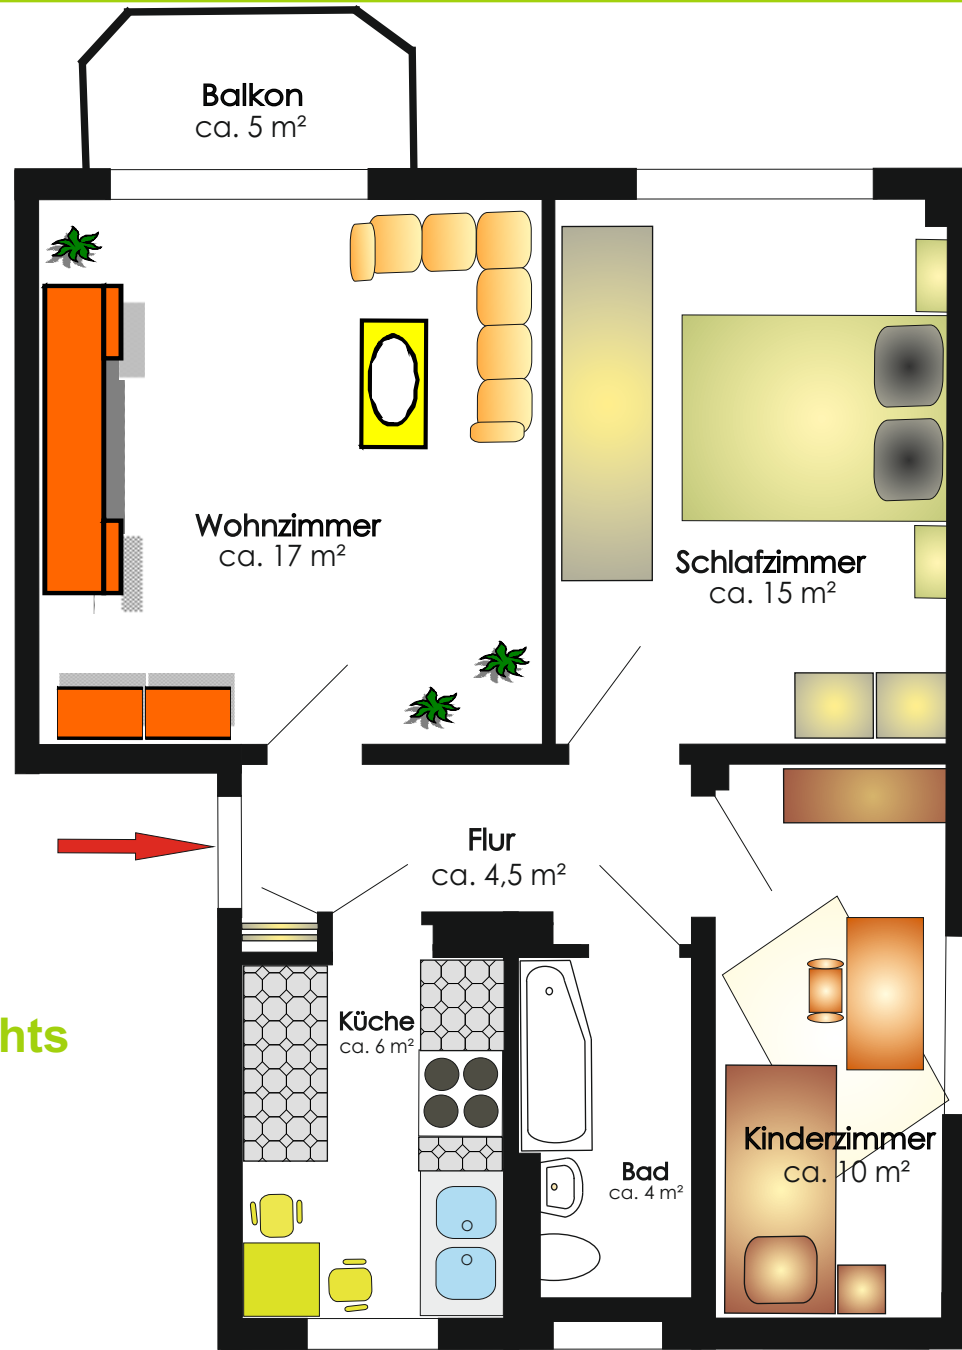 Balkon
ca. 5 m²
Wohnzimmer
ca. 17 m²
Schlafzimmer
ca. 15 m²
Flur
ca. 4,5 m²
hts
Küche
ca. 6 m²
Bad
ca. 4 m²
Kinderzimmer
ca. 10 m²